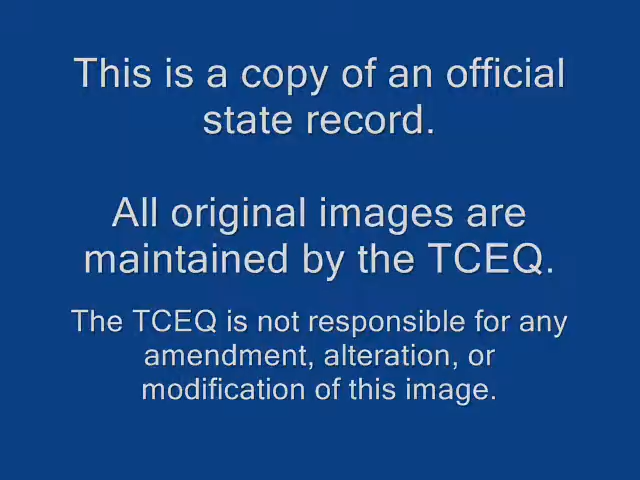 This is a copy of an official
state record.
All original images are
maintained by the TCEQ.
The TCEQ is not responsible for any
amendment, alteration, or
modification of this image.